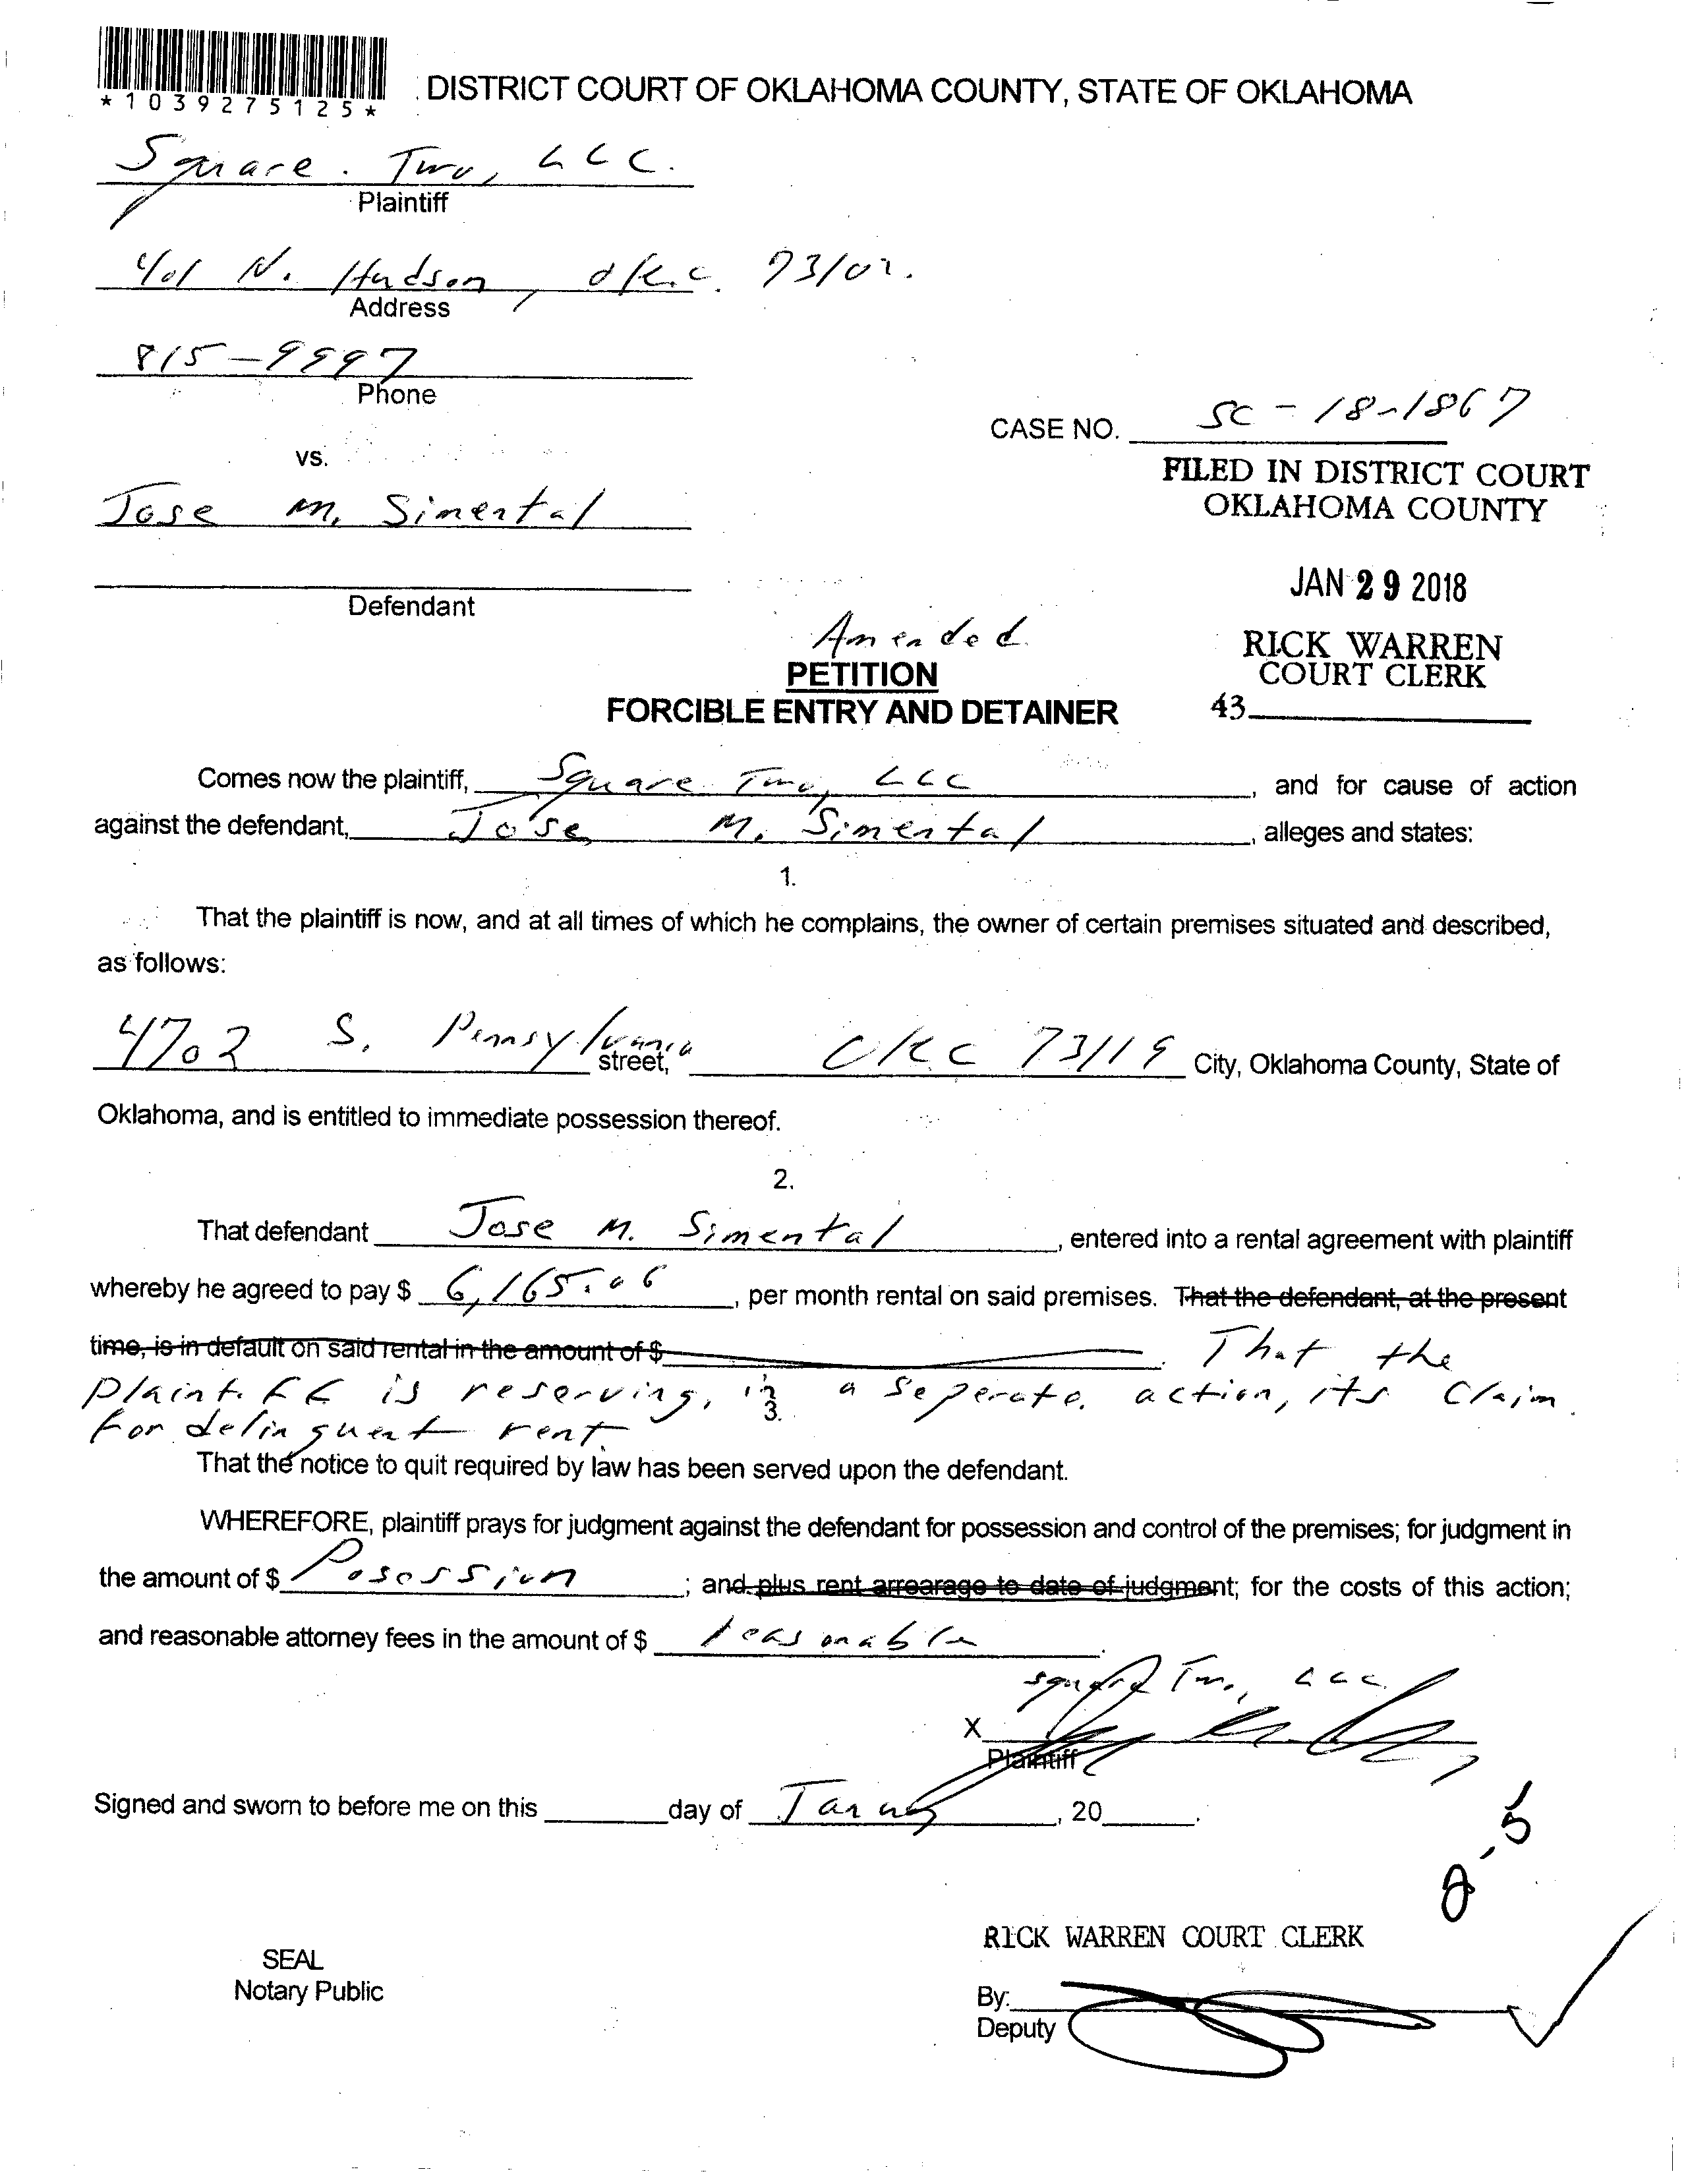 *1039275125*
DISTRICT COURT OF OKLAHOMA COUNTY, STATE OF OKLAHOMA
Square Two, LLC.
Plaintiff
401 N. Hudson, OKC. 73102.
Address
815-9997
Phone
CASE NO. SC-18-1867
vs.
FILED IN DISTRICT COURT
OKLAHOMA COUNTY
Jose M. Simental
JAN 29 2018
Defendant
Amended
RICK WARREN
COURT CLERK
PETITION
FORCIBLE ENTRY AND DETAINER
43
Comes now the plaintiff, Square Two, LLC, and for cause of action
against the defendant, Jose M. Simental, alleges and states:
1.
That the plaintiff is now, and at all times of which he complains, the owner of certain premises situated and described,
as follows:
4702 S. Pennsylvania street, OKC 73119 City, Oklahoma County, State of
Oklahoma, and is entitled to immediate possession thereof.
2.
That defendant Jose M. Simental, entered into a rental agreement with plaintiff
whereby he agreed to pay $ 6,165.06, per month rental on said premises. That the defendant, at the present
time, is in default on said rental in the amount of $ . That the
plaintiff is reserving, in a seperate action, its claim
3.
for delinquent rent
That the notice to quit required by law has been served upon the defendant.
WHEREFORE, plaintiff prays for judgment against the defendant for possession and control of the premises; for judgment in
the amount of $ Posession ; and plus rent arrearage to date of judgment; for the costs of this action;
and reasonable attorney fees in the amount of $ reasonable.
Square Two, LLC
X
Plaintiff
Signed and sworn to before me on this day of January, 20 .
RICK WARREN COURT CLERK
SEAL
Notary Public
By:
Deputy